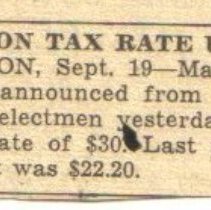 ON TAX RATE U
ON, Sept. 19—Ma
announced from
electmen yesterda
ate of $30. Last
was $22.20.